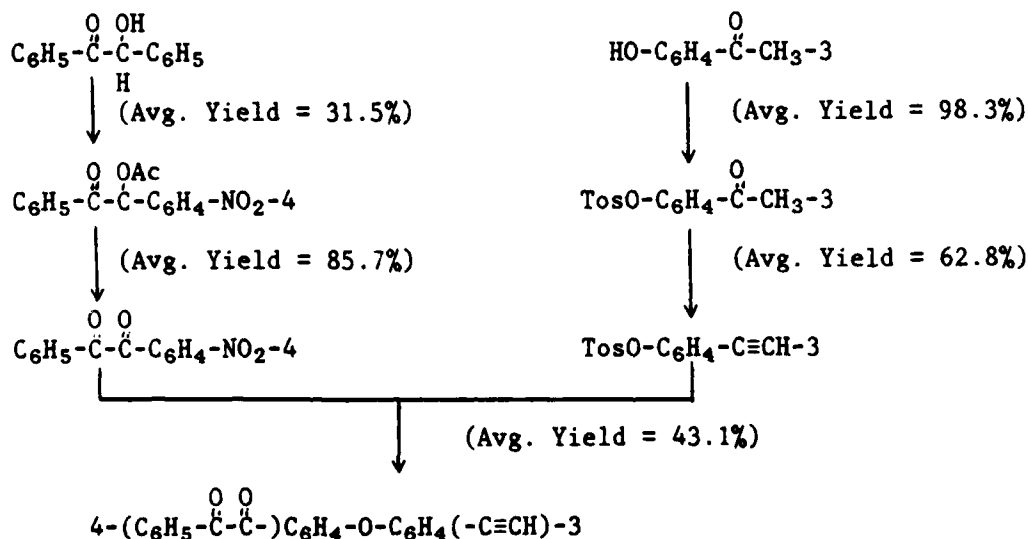 O OH O
C6H5-C-C-C6H5 HO-C6H4-C-CH3-3
H
(Avg. Yield = 31.5%) (Avg. Yield = 98.3%)
O OAc O
C6H5-C-C-C6H4-NO2-4 TosO-C6H4-C-CH3-3
(Avg. Yield = 85.7%) (Avg. Yield = 62.8%)
O O
C6H5-C-C-C6H4-NO2-4 TosO-C6H4-C≡CH-3
(Avg. Yield = 43.1%)
O O
4-(C6H5-C-C-)C6H4-O-C6H4(-C≡CH)-3